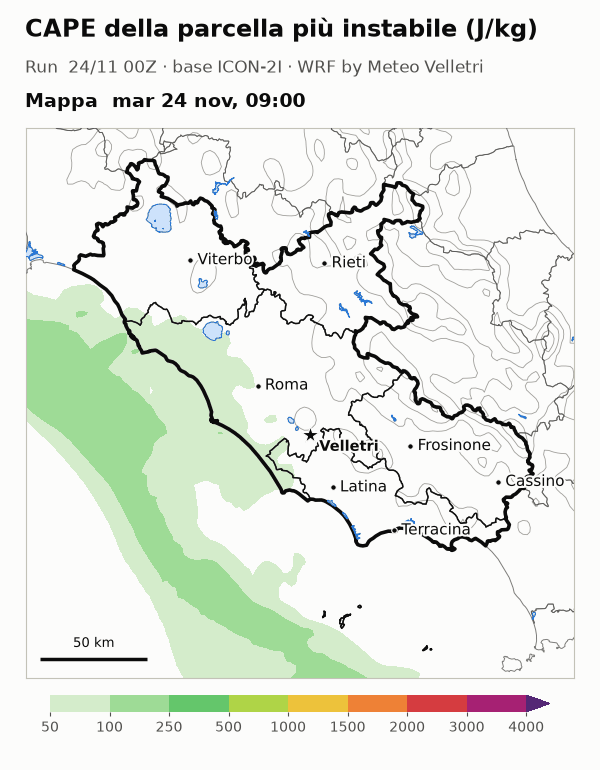 CAPE della parcella più instabile (J/kg)
Run  24/11 00Z · base ICON-2I · WRF by Meteo Velletri
Mappa  mar 24 nov, 09:00
Viterbo
Rieti
Roma
Velletri
Frosinone
Cassino
Latina
Terracina
50 km
50 100 250 500 1000 1500 2000 3000 4000